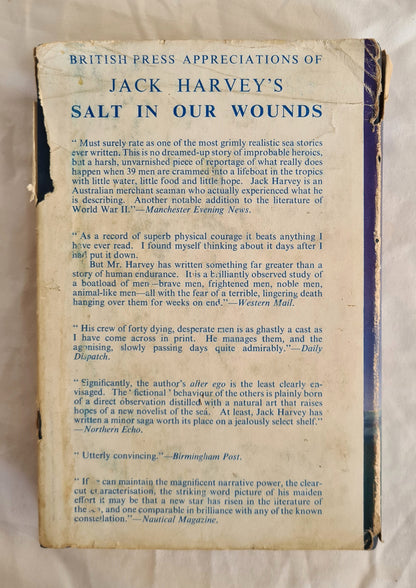 BRITISH PRESS APPRECIATIONS OF
JACK HARVEY'S
SALT IN OUR WOUNDS
" Must surely rate as one of the most grimly realistic sea stories
ever written. This is no dreamed-up story of improbable heroics,
but a harsh, unvarnished piece of reportage of what really does
happen when 39 men are crammed into a lifeboat in the tropics
with little water, little food and little hope. Jack Harvey is an
Australian merchant seaman who actually experienced what he
is describing. Another notable addition to the literature of
World War II."—Manchester Evening News.
" As a record of superb physical courage it beats anything I
have ever read. I found myself thinking about it days after I
had put it down.
But Mr. Harvey has written something far greater than a
story of human endurance. It is a brilliantly observed study of
a boatload of men—brave men, frightened men, noble men,
animal-like men—all with the fear of a terrible, lingering death
hanging over them for weeks on end."—Western Mail.
" His crew of forty dying, desperate men is as ghastly a cast as
I have come across in print. He manages them, and the
agonising, slowly passing days quite admirably."—Daily
Dispatch.
" Significantly, the author's alter ego is the least clearly en-
visaged. The ' fictional ' behaviour of the others is plainly born
of a direct observation distilled with a natural art that raises
hopes of a new novelist of the sea. At least, Jack Harvey has
written a minor saga worth its place on a jealously select shelf."
—Northern Echo.
" Utterly convincing."—Birmingham Post.
" If he can maintain the magnificent narrative power, the clear-
cut characterisation, the striking word picture of his maiden
effort it may be that a new star has risen in the literature of
the sea, and one comparable in brilliance with any of the known
constellation."—Nautical Magazine.